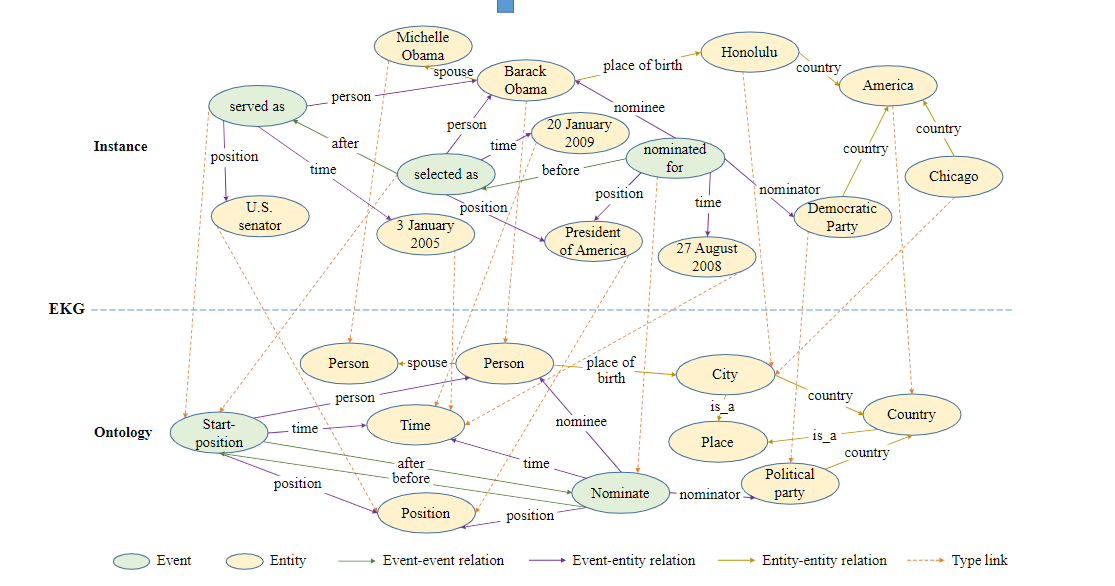 Michelle
Obama
spouse
Barack
Obama
place of birth
Honolulu
country
America
served as
person
nominee
person
20 January
2009
time
country
Instance
position
after
nominated
for
country
time
before
selected as
Chicago
position
nominator
time
U.S.
senator
position
Democratic
Party
3 January
2005
President
of America
27 August
2008
EKG
Person
spouse
Person
place of
birth
City
country
person
is_a
Start-
position
time
Time
nominee
Country
Ontology
Place
is_a
country
after
before
time
position
Political
party
Nominate
nominator
Position
position
Event
Entity
Event-event relation
Event-entity relation
Entity-entity relation
Type link